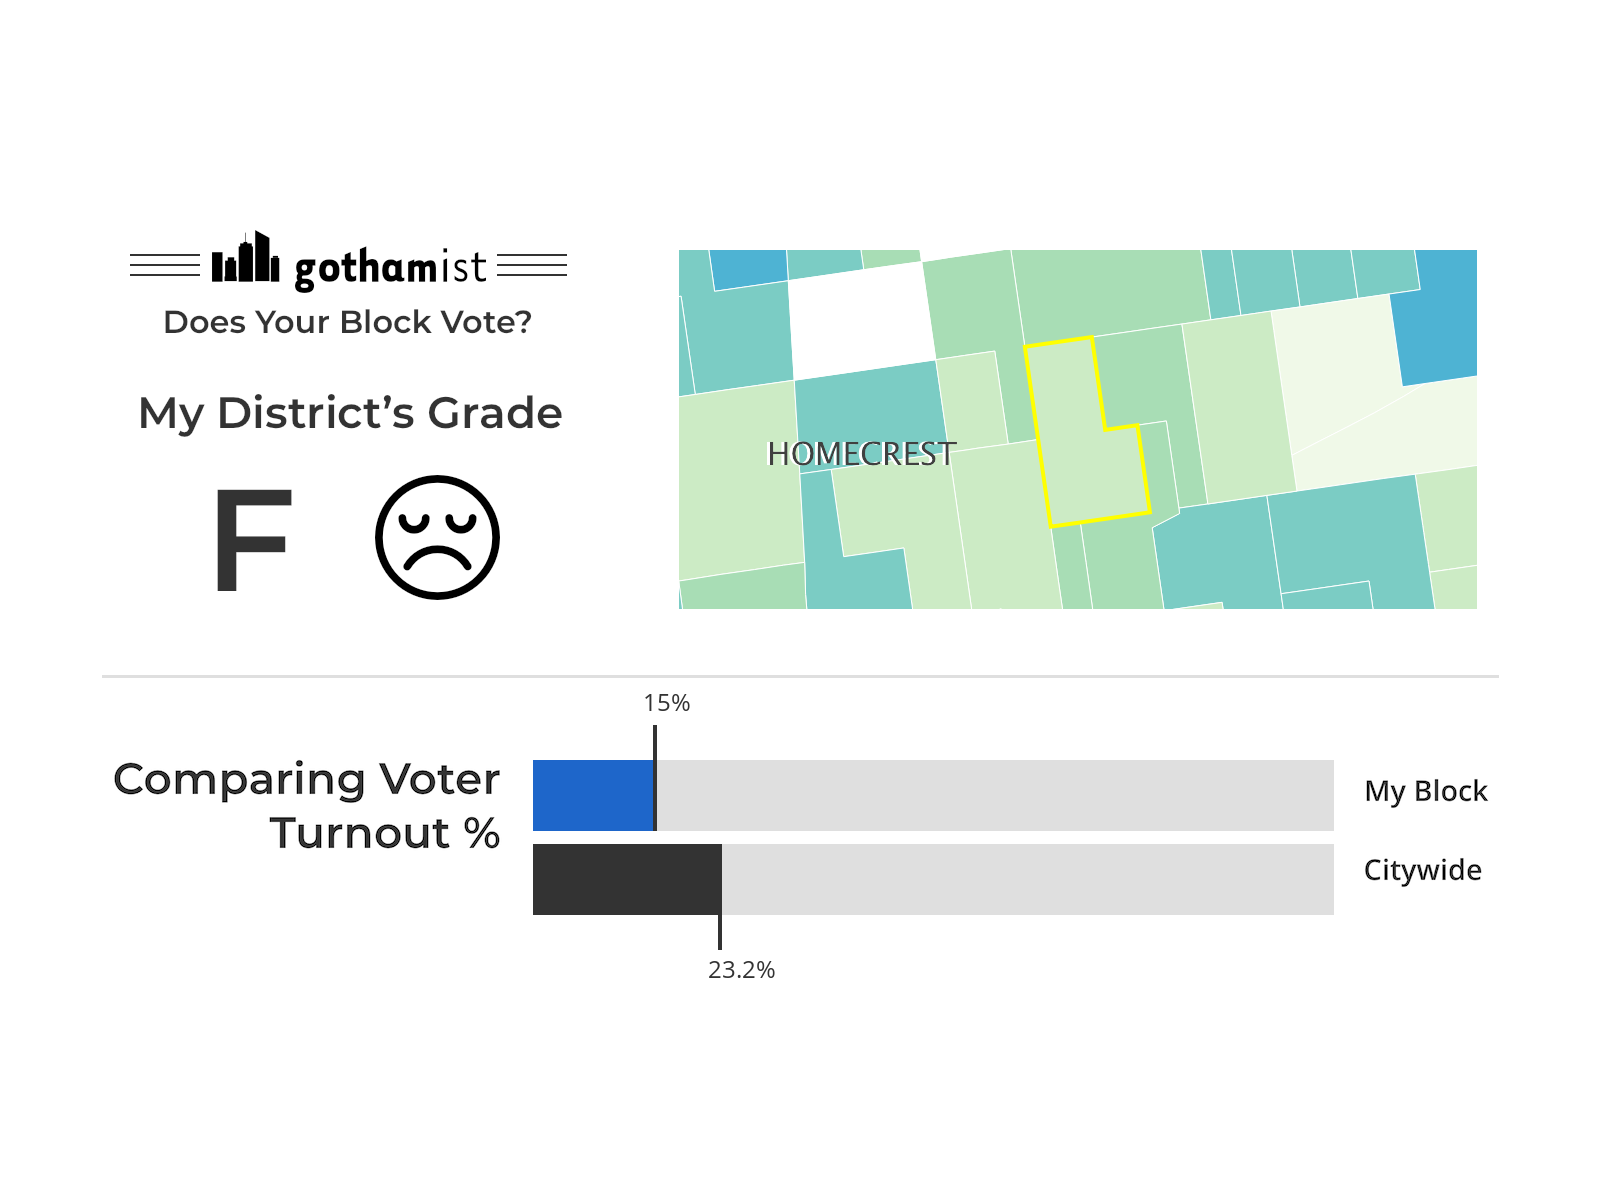 gothamist
Does Your Block Vote?
My District's Grade
F
HOMECREST
15%
Comparing Voter
Turnout %
My Block
Citywide
23.2%